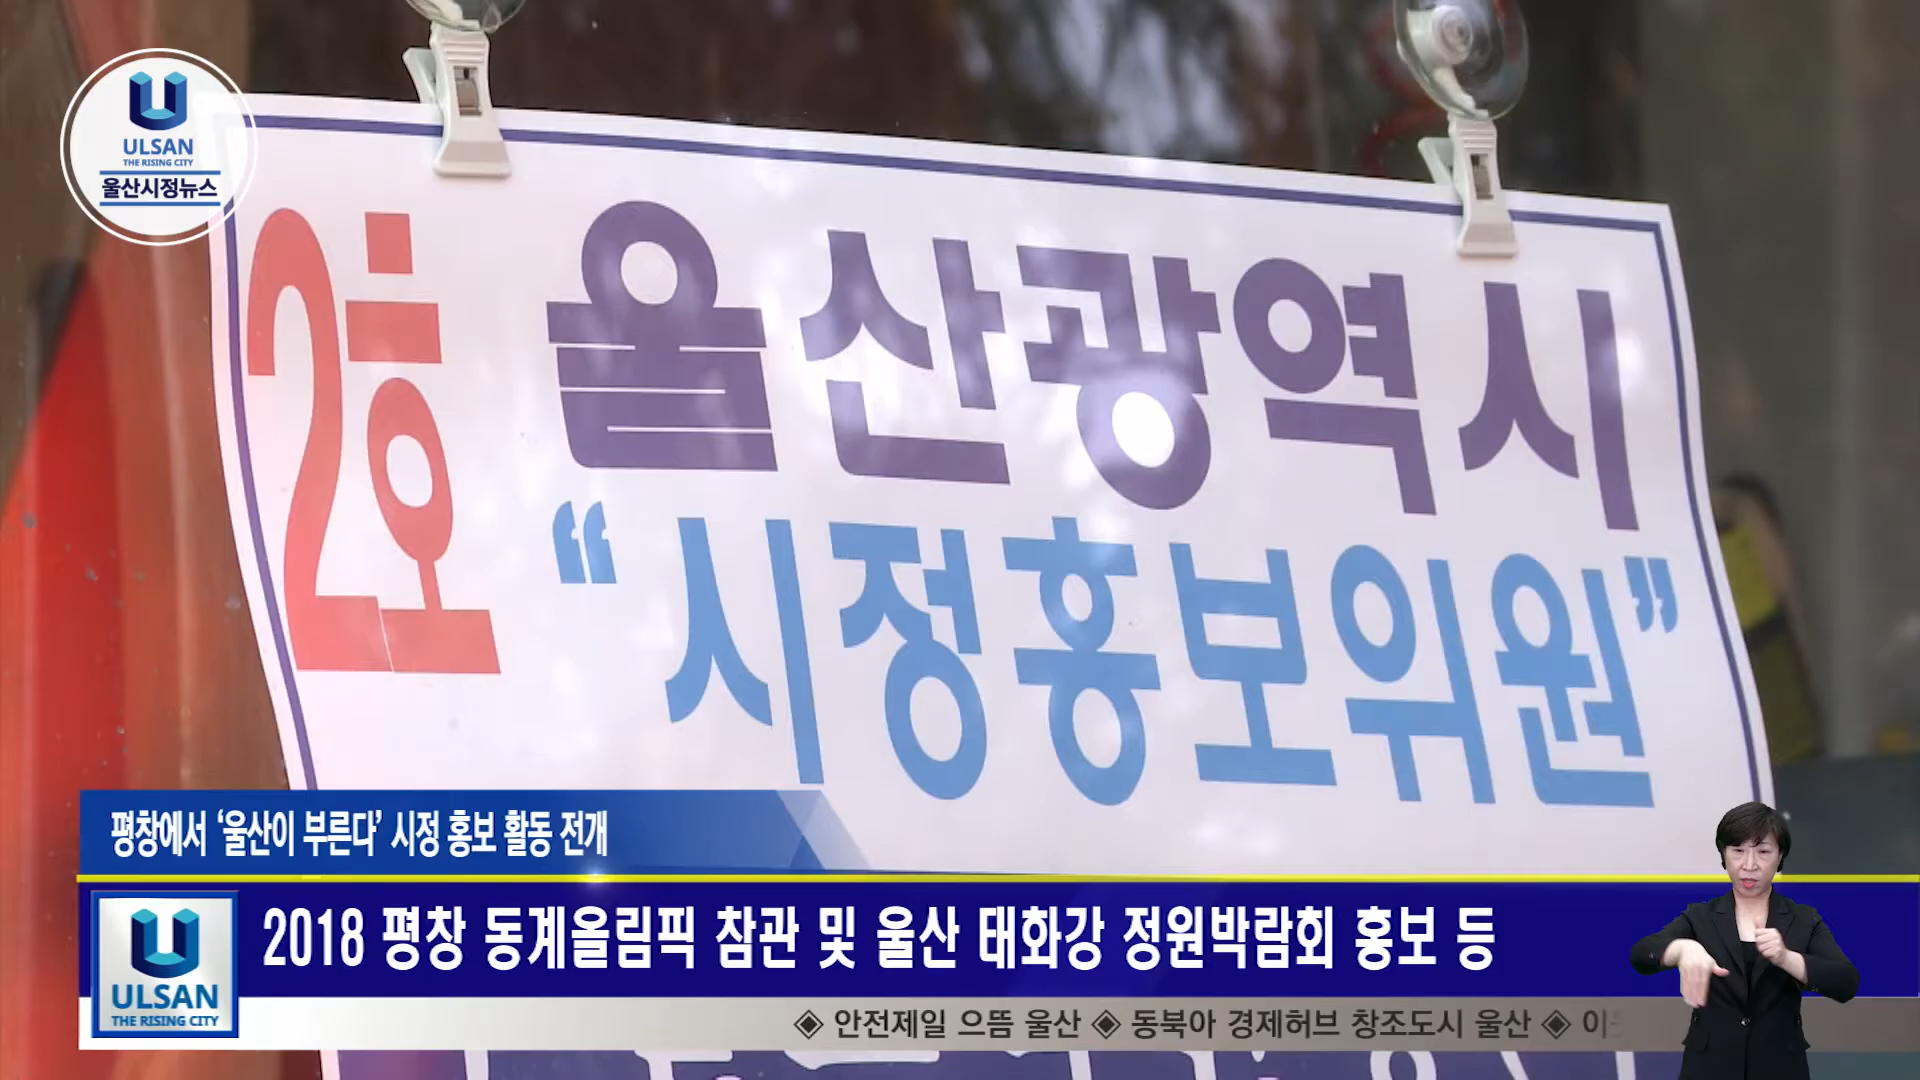 ULSAN
THE RISING CITY
울산시정뉴스
2호
울산광역시
“시정홍보위원”
평창에서 ‘울산이 부른다’ 시정 홍보 활동 전개
2018 평창 동계올림픽 참관 및 울산 태화강 정원박람회 홍보 등
ULSAN
THE RISING CITY
◈ 안전제일 으뜸 울산 ◈ 동북아 경제허브 창조도시 울산 ◈